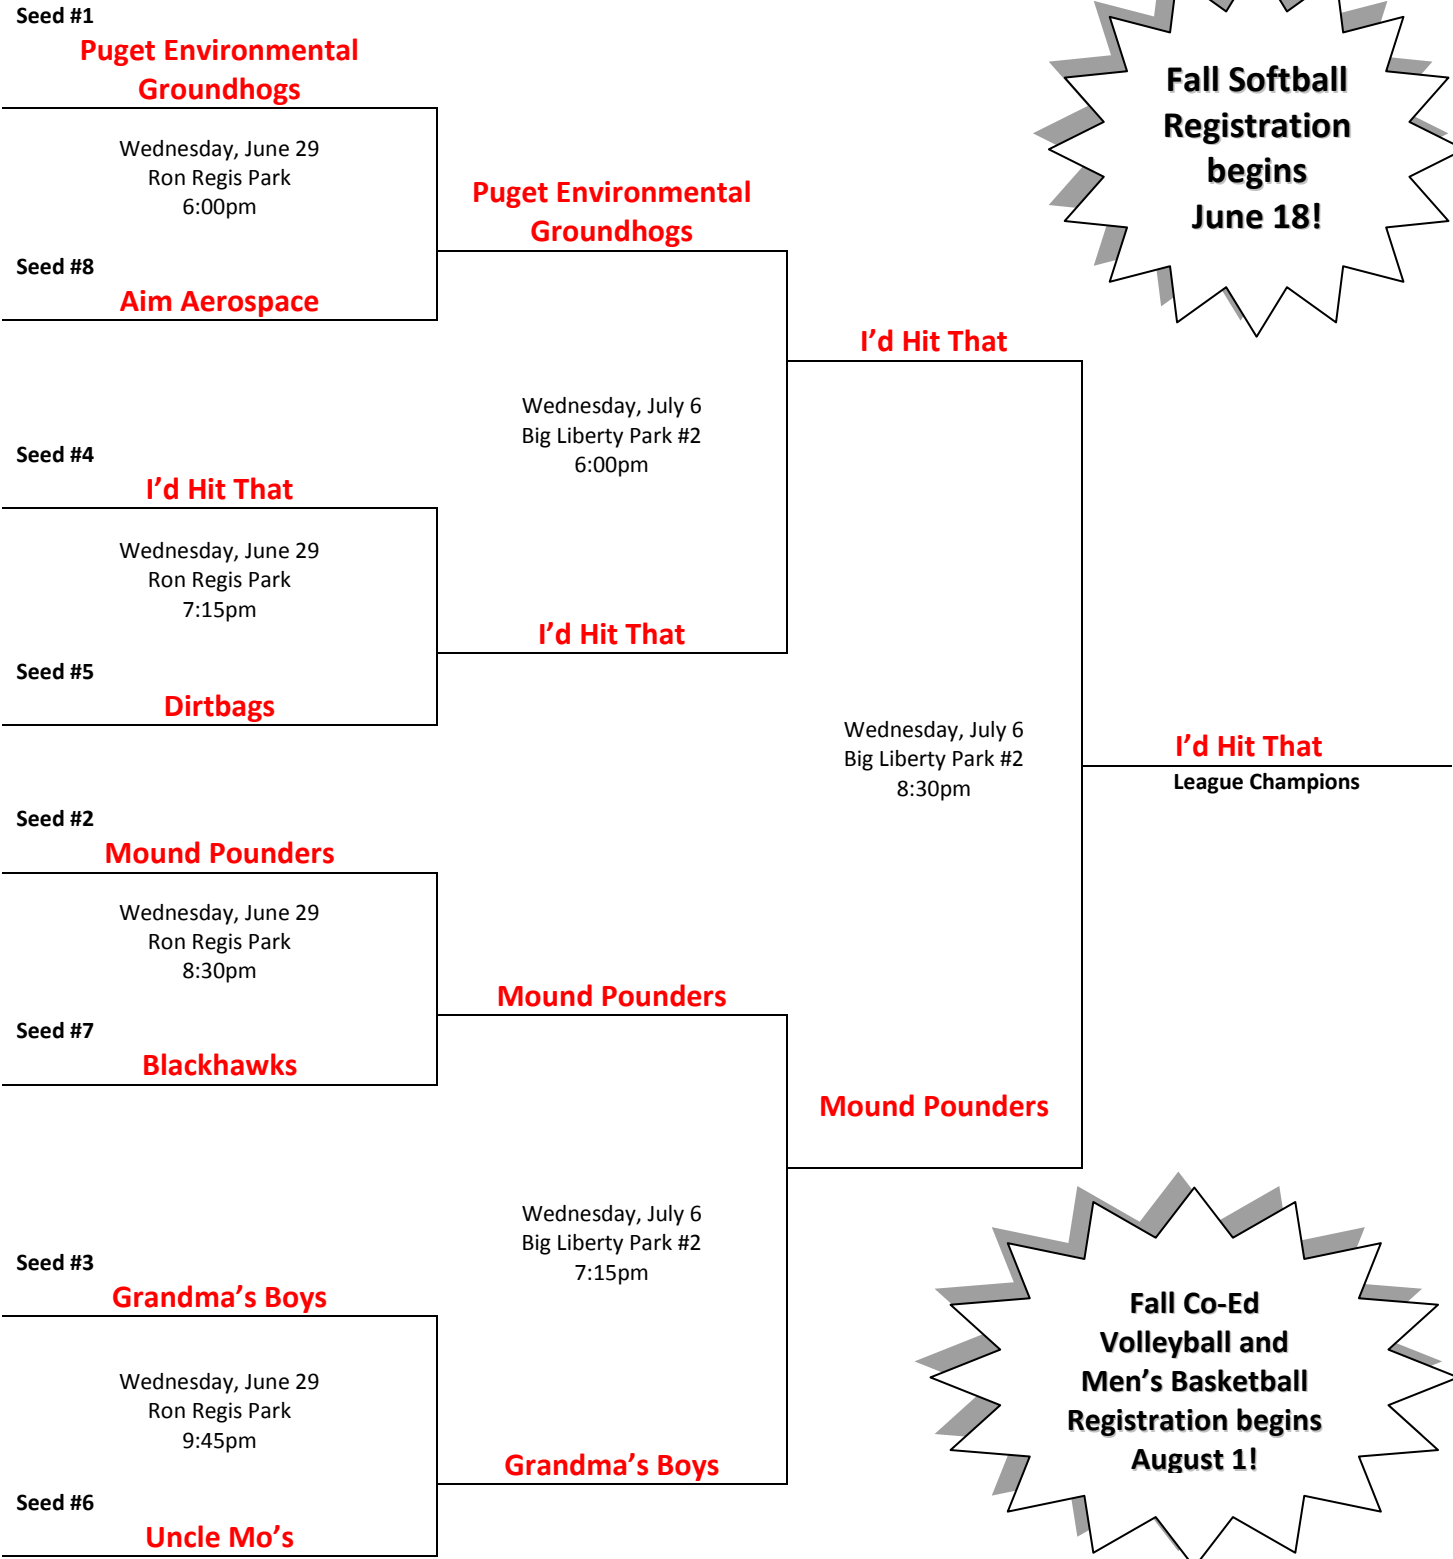 Seed #1
Puget Environmental
Groundhogs
Wednesday, June 29
Ron Regis Park
6:00pm
Seed #8
Aim Aerospace
Seed #4
I’d Hit That
Wednesday, June 29
Ron Regis Park
7:15pm
Seed #5
Dirtbags
Seed #2
Mound Pounders
Wednesday, June 29
Ron Regis Park
8:30pm
Seed #7
Blackhawks
Seed #3
Grandma’s Boys
Wednesday, June 29
Ron Regis Park
9:45pm
Seed #6
Uncle Mo’s
Puget Environmental
Groundhogs
Wednesday, July 6
Big Liberty Park #2
6:00pm
I’d Hit That
Mound Pounders
Wednesday, July 6
Big Liberty Park #2
7:15pm
Grandma’s Boys
I’d Hit That
Wednesday, July 6
Big Liberty Park #2
8:30pm
Mound Pounders
I’d Hit That
League Champions
Fall Softball
Registration
begins
June 18!
Fall Co-Ed
Volleyball and
Men’s Basketball
Registration begins
August 1!